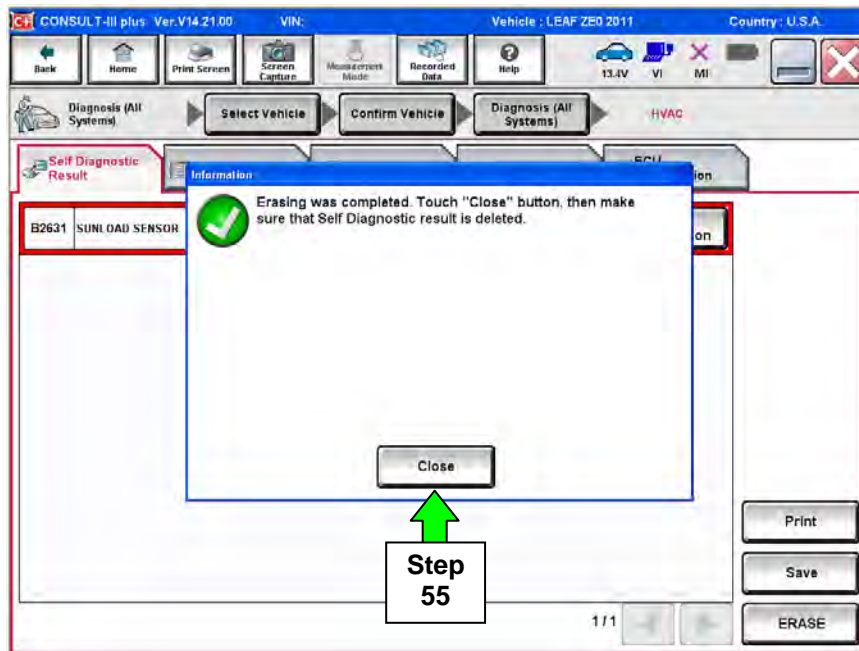 C+ CONSULT-III plus Ver.V14.21.00 VIN: Vehicle : LEAF ZE0 2011 Country : U.S.A.
Back Home Print Screen Screen Capture Measurement Mode Recorded Data Help 13.4V VI MI
Diagnosis (All Systems) Select Vehicle Confirm Vehicle Diagnosis (All Systems) HVAC
Self Diagnostic Result
ECU
ion
Information
Erasing was completed. Touch "Close" button, then make
sure that Self Diagnostic result is deleted.
B2631 SUNLOAD SENSOR
on
Close
Step
55
Print
Save
1/1 ERASE